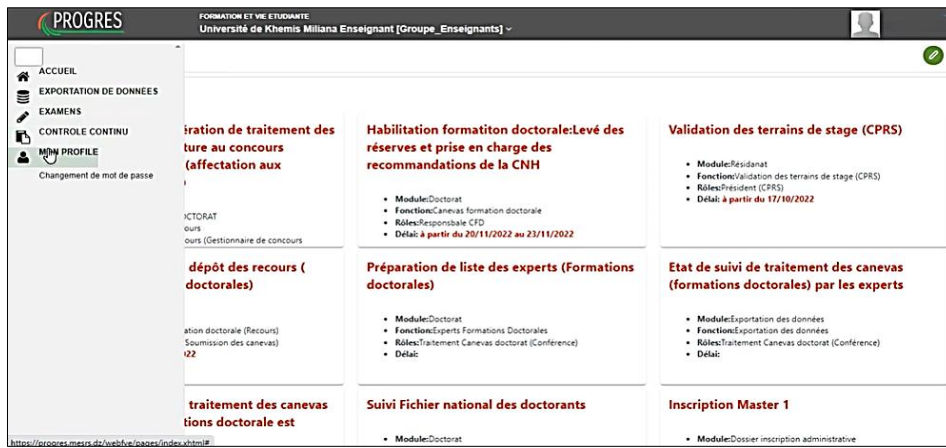 PROGRES
FORMATION ET VIE ETUDIANTE
Université de Khemis Miliana Enseignant [Groupe_Enseignants]
ACCUEIL
EXPORTATION DE DONNÉES
EXAMENS
CONTROLE CONTINU
MON PROFILE
Changement de mot de passe
ération de traitement des
ture au concours
(affectation aux
OCTORAT
ours
ours (Gestionnaire de concours
Habilitation formatiton doctorale:Levé des
réserves et prise en charge des
recommandations de la CNH
Module:Doctorat
Fonction:Canevas formation doctorale
Rôles:Responsbale CFD
Délai: à partir du 20/11/2022 au 23/11/2022
Validation des terrains de stage (CPRS)
Module:Résidanat
Fonction:Validation des terrains de stage (CPRS)
Rôles:Président (CPRS)
Délai: à partir du 17/10/2022
dépôt des recours (
doctorales)
ation doctorale (Recours)
Soumission des canevas)
022
Préparation de liste des experts (Formations
doctorales)
Module:Doctorat
Fonction:Experts Formations Doctorales
Rôles:Traitement Canevas doctorat (Conférence)
Délai:
Etat de suivi de traitement des canevas
(formations doctorales) par les experts
Module:Exportation des données
Fonction:Exportation des données
Rôles:Traitement Canevas doctorat (Conférence)
Délai:
traitement des canevas
tions doctorale est
Suivi Fichier national des doctorants
Module:Doctorat
Inscription Master 1
Module:Dossier inscription administrative
https://progres.mesrs.dz/webfve/pages/index.xhtml#